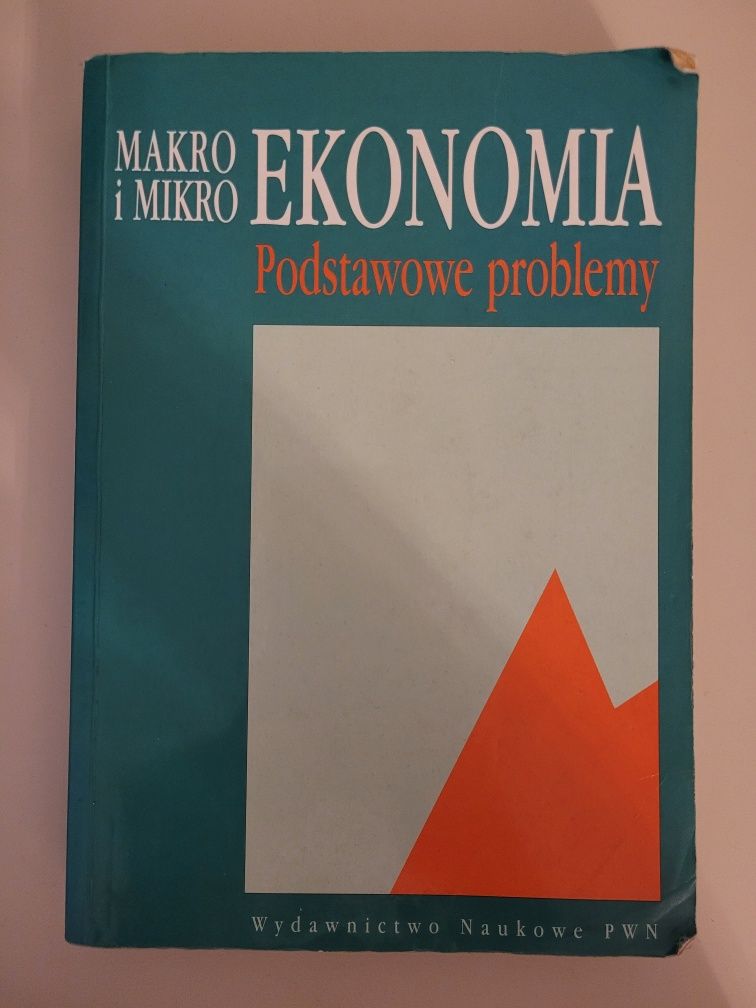 MAKRO
i MIKRO
EKONOMIA
Podstawowe problemy
Wydawnictwo Naukowe PWN